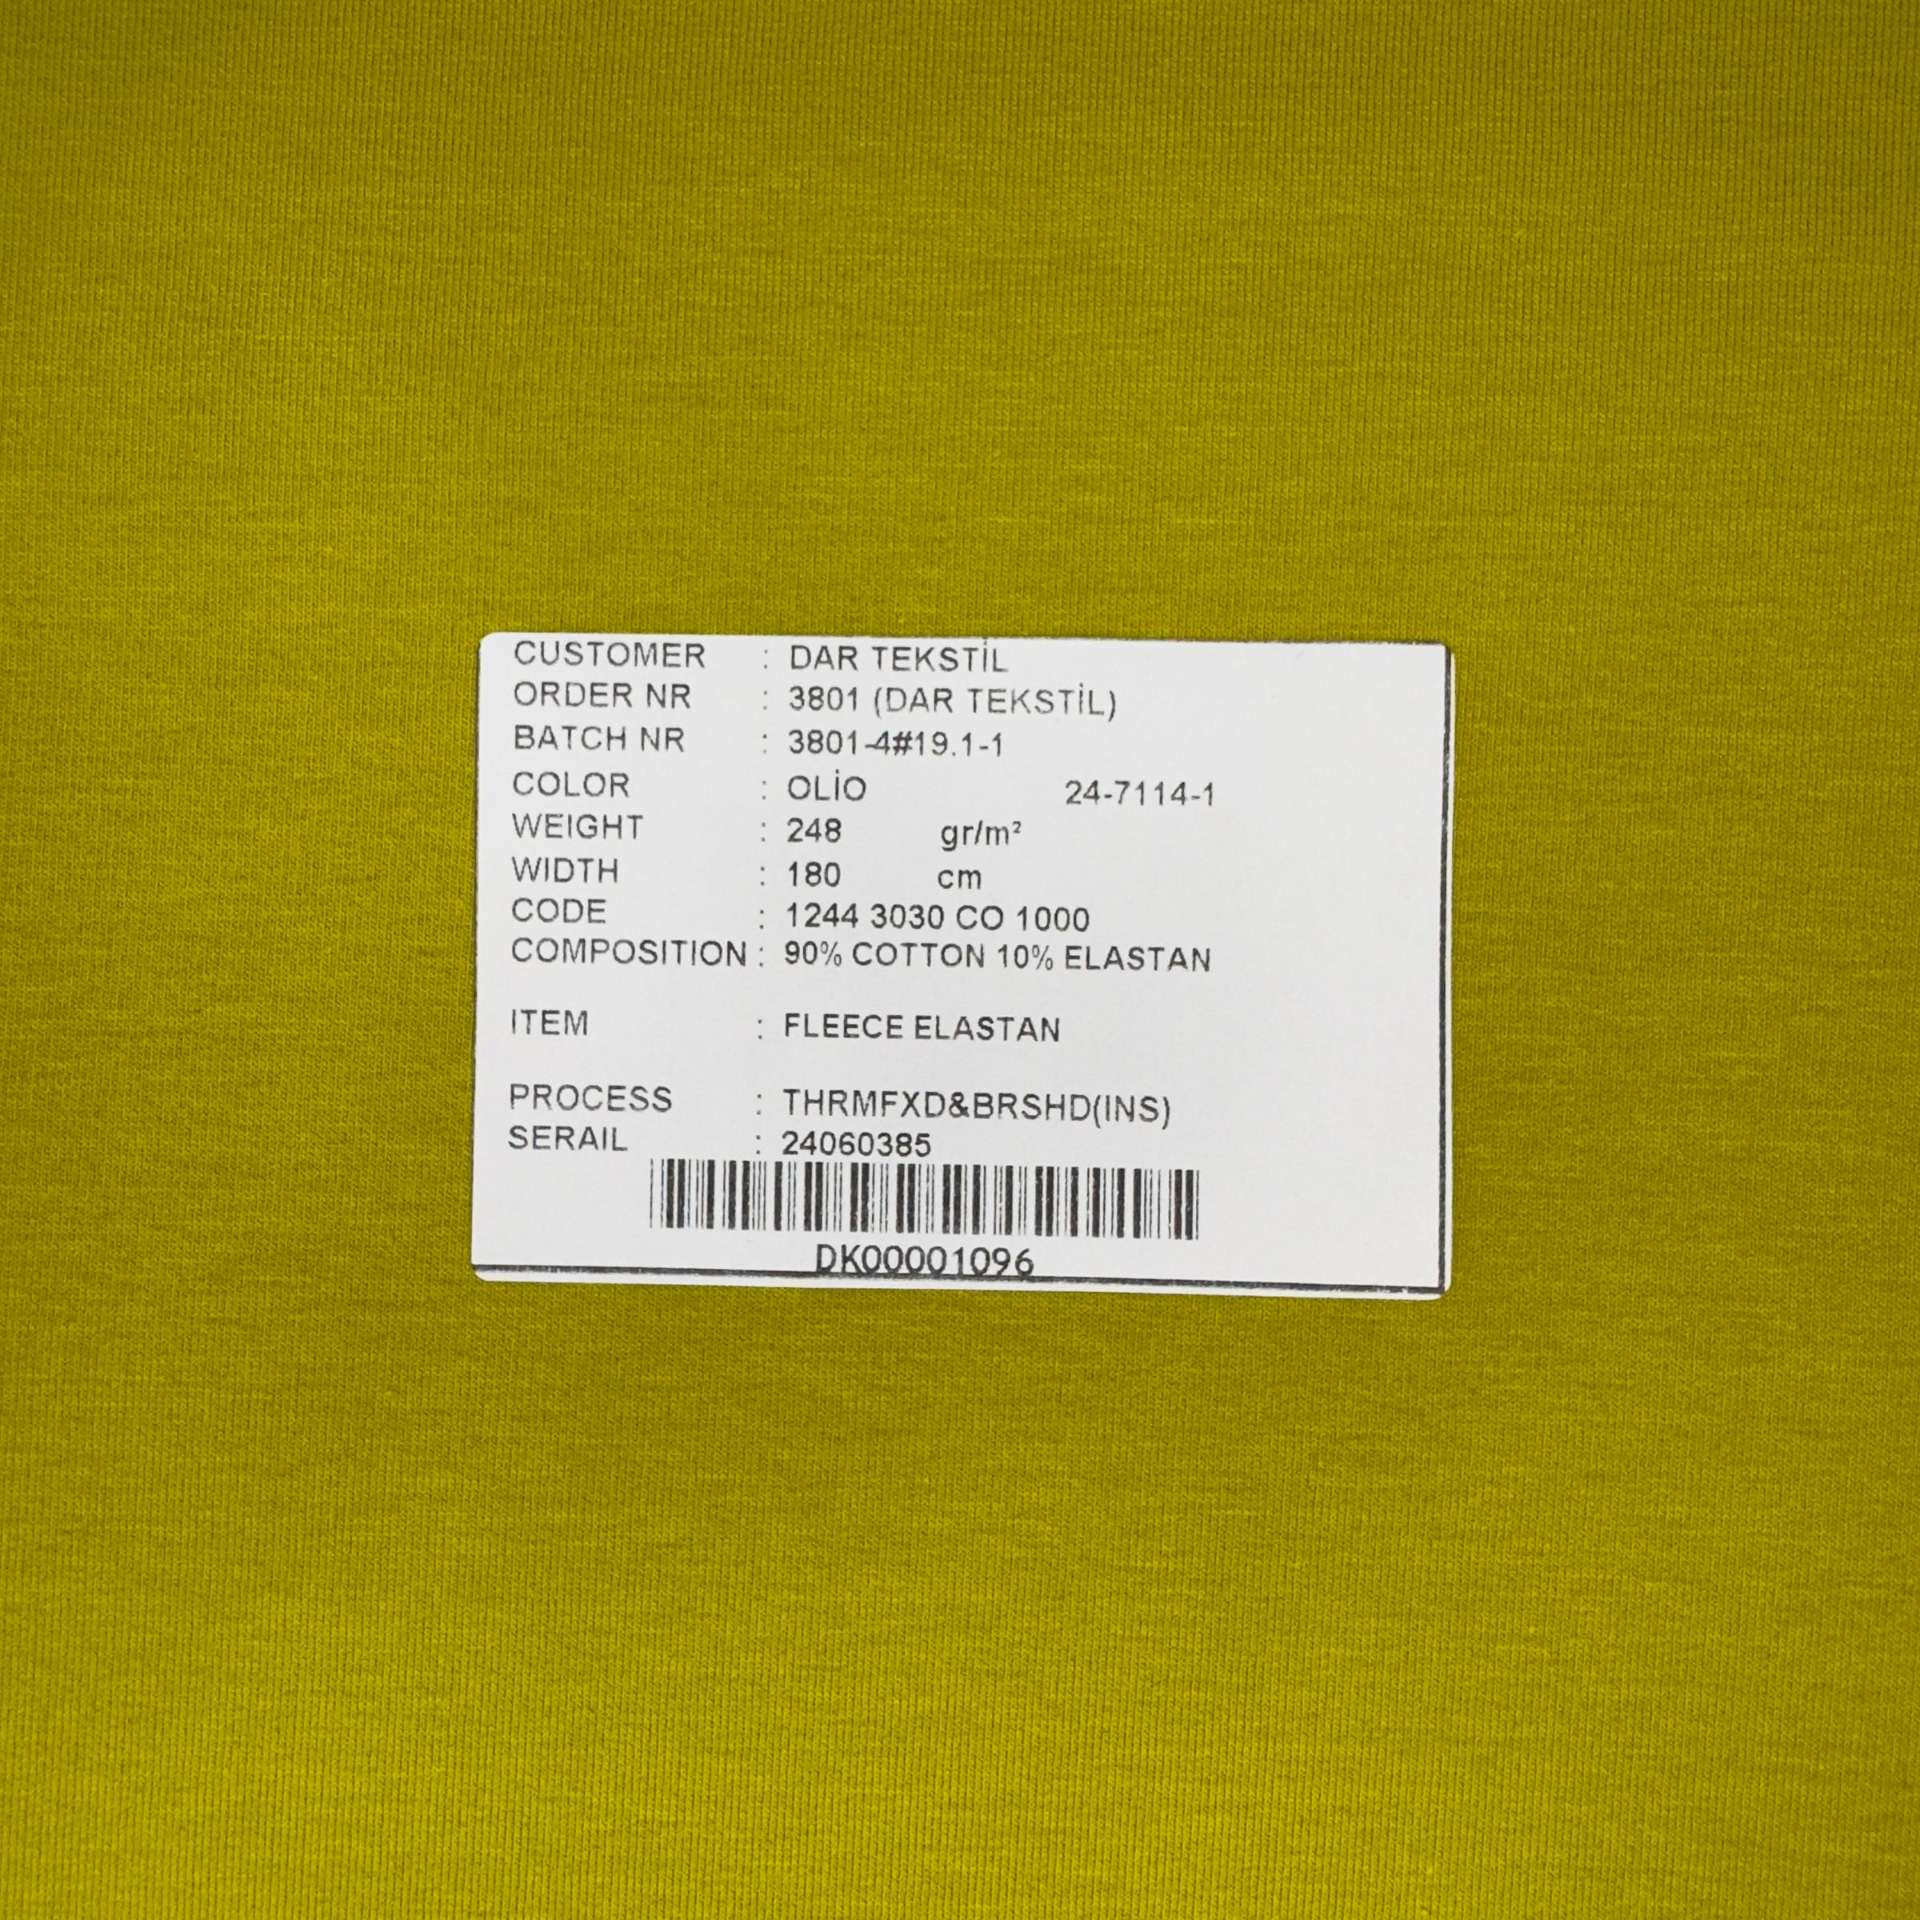 CUSTOMER : DAR TEKSTİL
ORDER NR : 3801 (DAR TEKSTİL)
BATCH NR : 3801-4#19.1-1
COLOR : OLİO 24-7114-1
WEIGHT : 248 gr/m²
WIDTH : 180 cm
CODE : 1244 3030 CO 1000
COMPOSITION : 90% COTTON 10% ELASTAN
ITEM : FLEECE ELASTAN
PROCESS : THRMFXD&BRSHD(INS)
SERAIL : 24060385
DK00001096